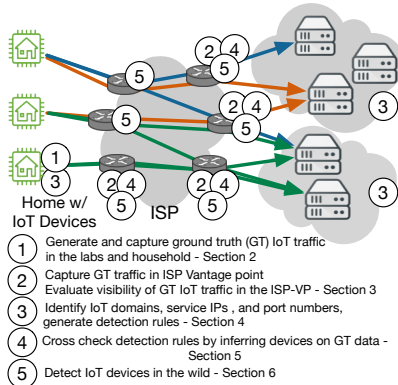 2 4
5
5
2 4
5
3
5
1
3
2 4
5
2 4
5
3
Home w/
IoT Devices
ISP
1 Generate and capture ground truth (GT) IoT traffic
in the labs and household - Section 2
2 Capture GT traffic in ISP Vantage point
Evaluate visibility of GT IoT traffic in the ISP-VP - Section 3
3 Identify IoT domains, service IPs , and port numbers,
generate detection rules - Section 4
4 Cross check detection rules by inferring devices on GT data -
Section 5
5 Detect IoT devices in the wild - Section 6